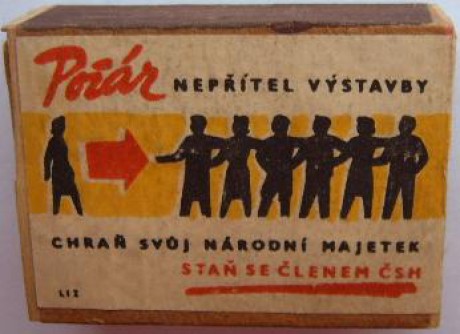 Požár NEPŘÍTEL VÝSTAVBY
CHRAŇ SVŮJ NÁRODNÍ MAJETEK
STAŇ SE ČLENEM ČSH
LIZ